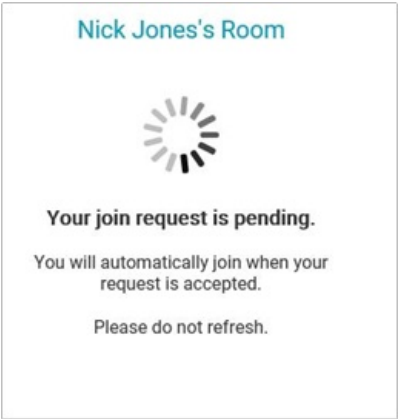 Nick Jones's Room
Your join request is pending.
You will automatically join when your
request is accepted.
Please do not refresh.